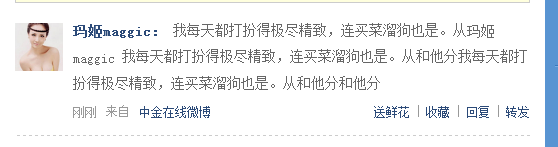 玛姬maggic： 我每天都打扮得极尽精致，连买菜溜狗也是。从玛姬
maggic 我每天都打扮得极尽精致，连买菜溜狗也是。从和他分我每天都打
扮得极尽精致，连买菜溜狗也是。从和他分和他分
刚刚 来自 中金在线微博 送鲜花 | 收藏 | 回复 | 转发